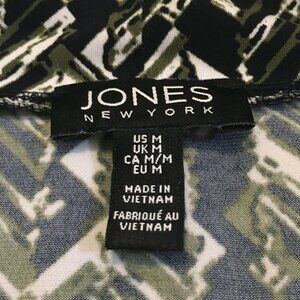 JONES
NEW YORK
US M
UK M
CA M/M
EU M
MADE IN
VIETNAM
FABRIQUÉ AU
VIETNAM